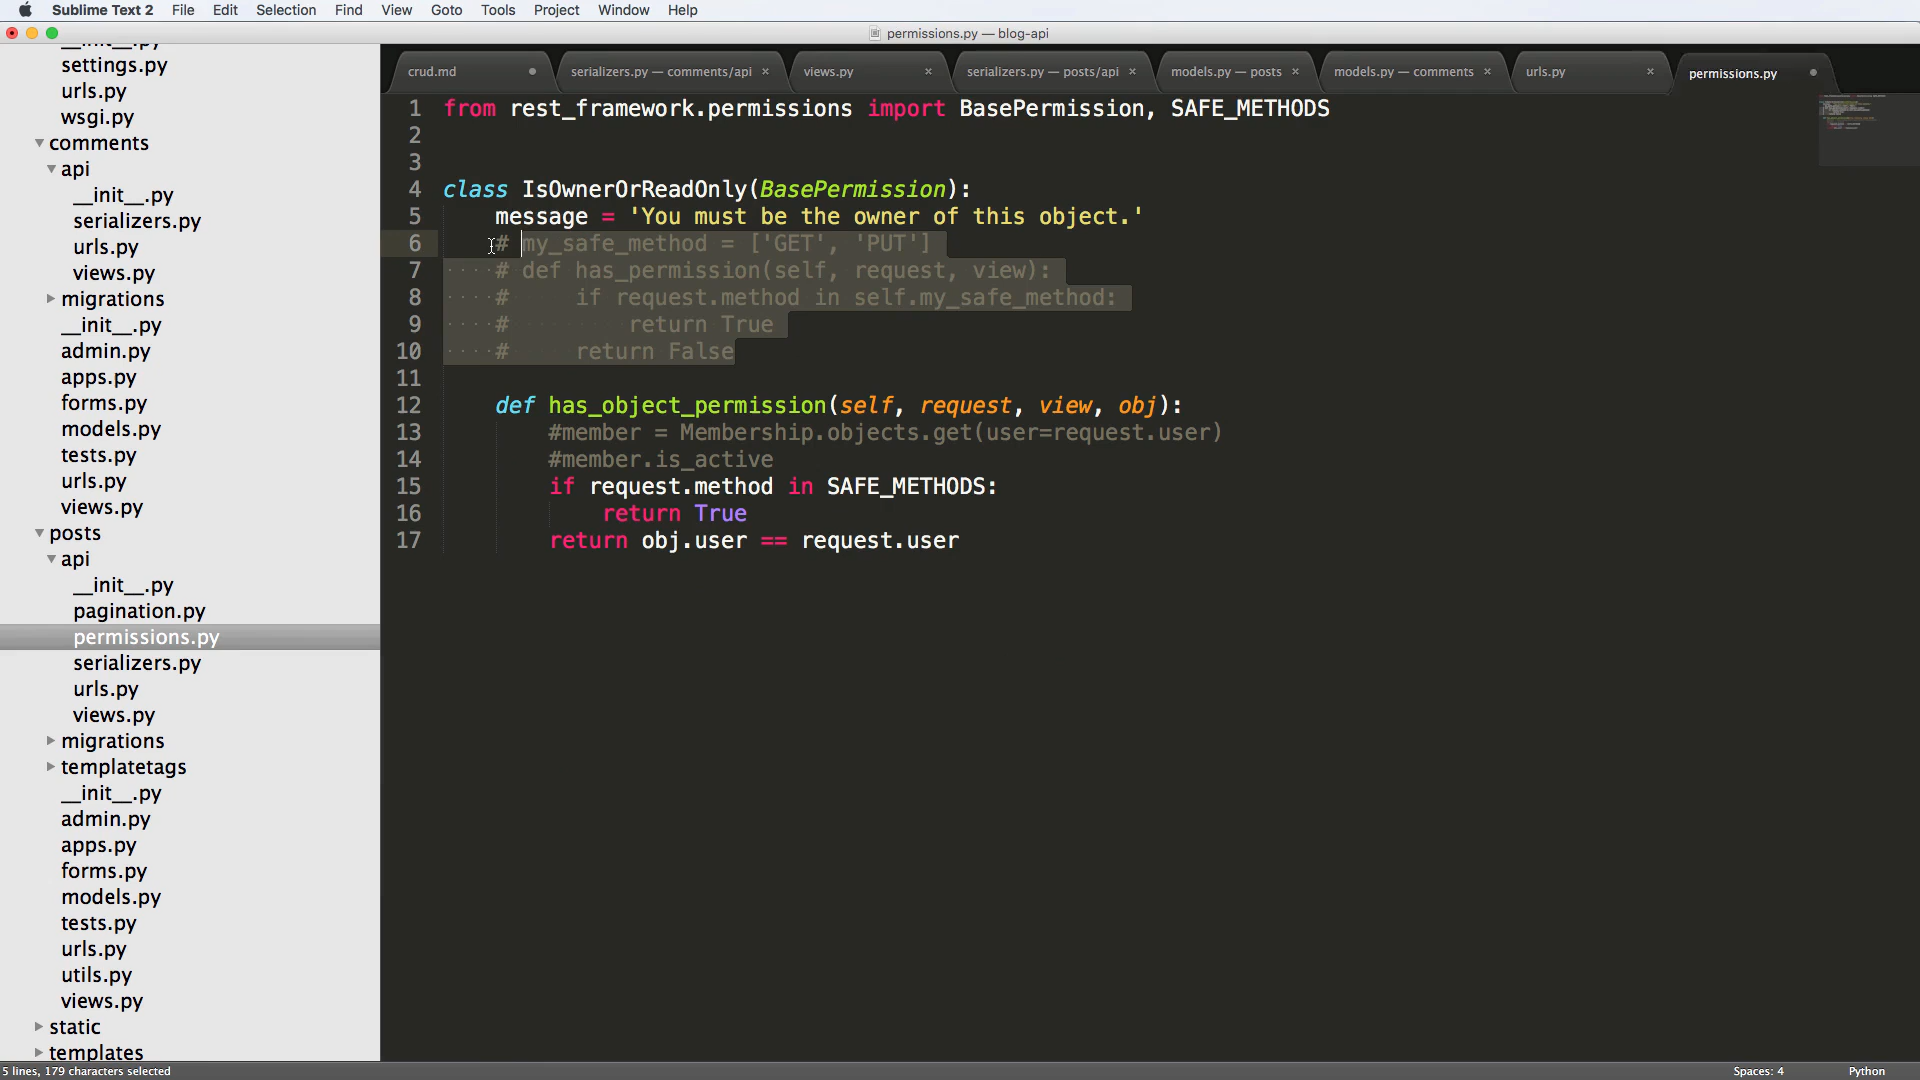 Sublime Text 2 File Edit Selection Find View Goto Tools Project Window Help
permissions.py — blog-api
__init__.py
settings.py
urls.py
wsgi.py
comments
api
__init__.py
serializers.py
urls.py
views.py
migrations
__init__.py
admin.py
apps.py
forms.py
models.py
tests.py
urls.py
views.py
posts
api
__init__.py
pagination.py
permissions.py
serializers.py
urls.py
views.py
migrations
templatetags
__init__.py
admin.py
apps.py
forms.py
models.py
tests.py
urls.py
utils.py
views.py
static
templates
crud.md serializers.py — comments/api × views.py × serializers.py — posts/api × models.py — posts × models.py — comments × urls.py × permissions.py
1 from rest_framework.permissions import BasePermission, SAFE_METHODS
2
3
4 class IsOwnerOrReadOnly(BasePermission):
5     message = 'You must be the owner of this object.'
6     # my_safe_method = ['GET', 'PUT']
7     # def has_permission(self, request, view):
8     #     if request.method in self.my_safe_method:
9     #         return True
10     #     return False
11
12     def has_object_permission(self, request, view, obj):
13         #member = Membership.objects.get(user=request.user)
14         #member.is_active
15         if request.method in SAFE_METHODS:
16             return True
17         return obj.user == request.user
5 lines, 179 characters selected Spaces: 4 Python